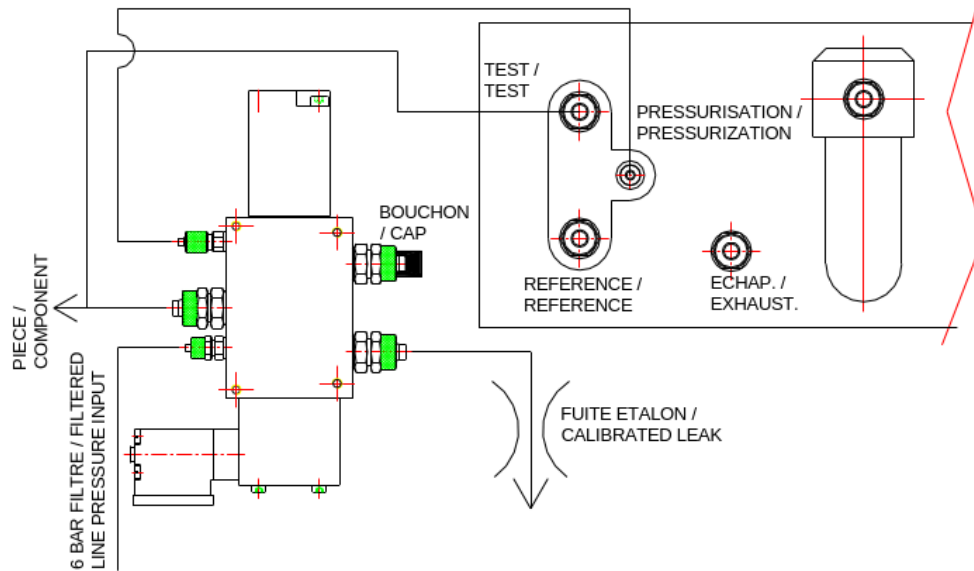 TEST /
TEST
PRESSURISATION /
PRESSURIZATION
BOUCHON
/ CAP
REFERENCE /
REFERENCE
ECHAP. /
EXHAUST.
PIECE /
COMPONENT
6 BAR FILTRE / FILTERED
LINE PRESSURE INPUT
FUITE ETALON /
CALIBRATED LEAK